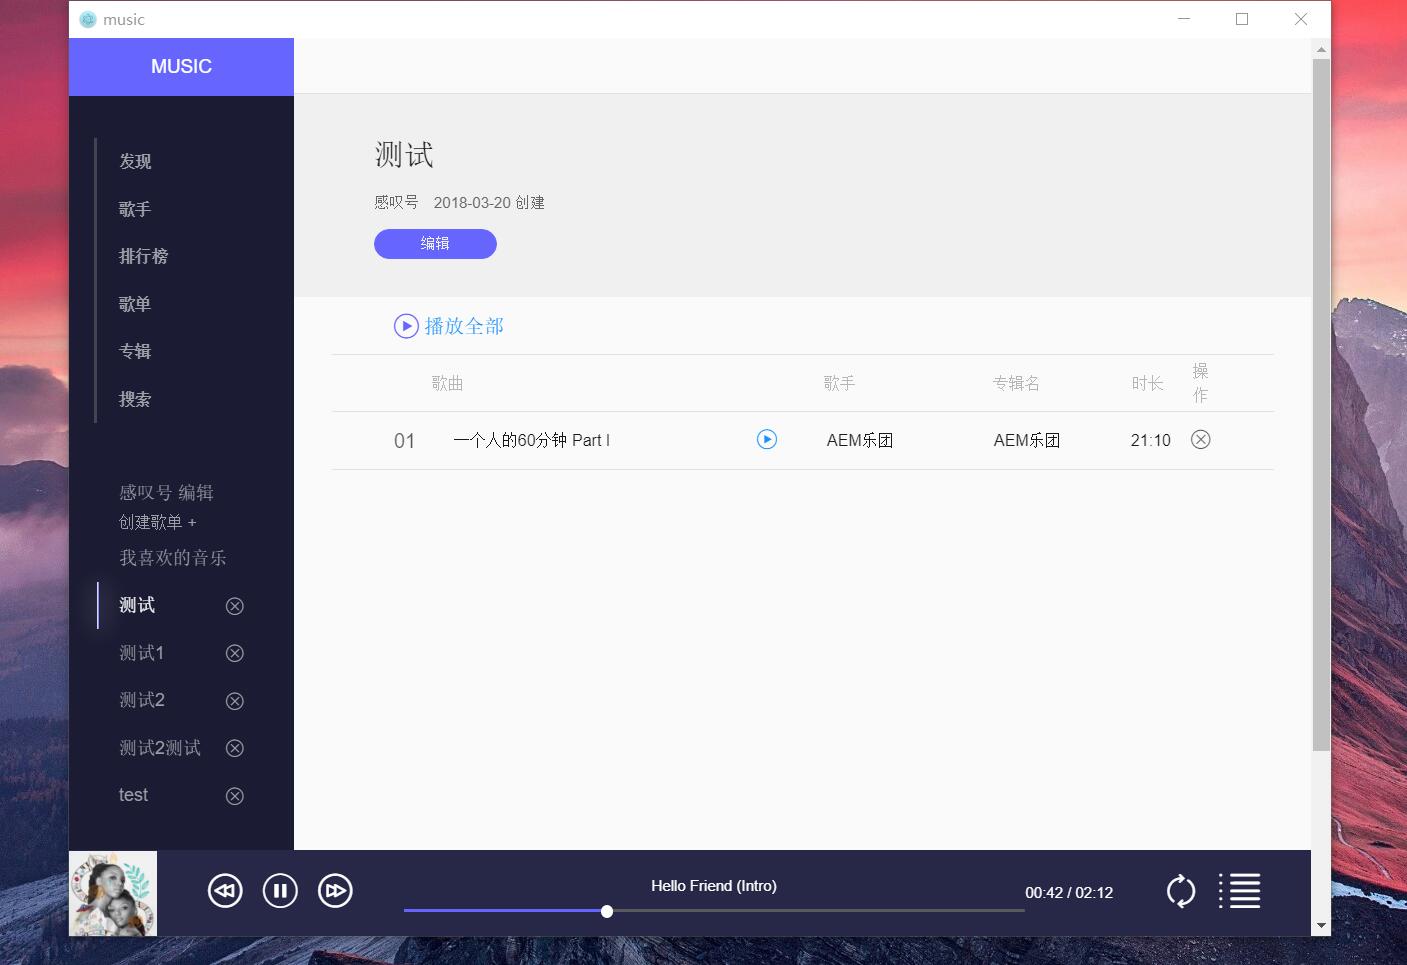 music
MUSIC
发现
歌手
排行榜
歌单
专辑
搜索
感叹号 编辑
创建歌单 +
我喜欢的音乐
测试
测试1
测试2
测试2测试
test
测试
感叹号 2018-03-20 创建
编辑
播放全部
歌曲 歌手 专辑名 时长 操
作
01 一个人的60分钟 Part I AEM乐团 AEM乐团 21:10
Hello Friend (Intro)
00:42 / 02:12